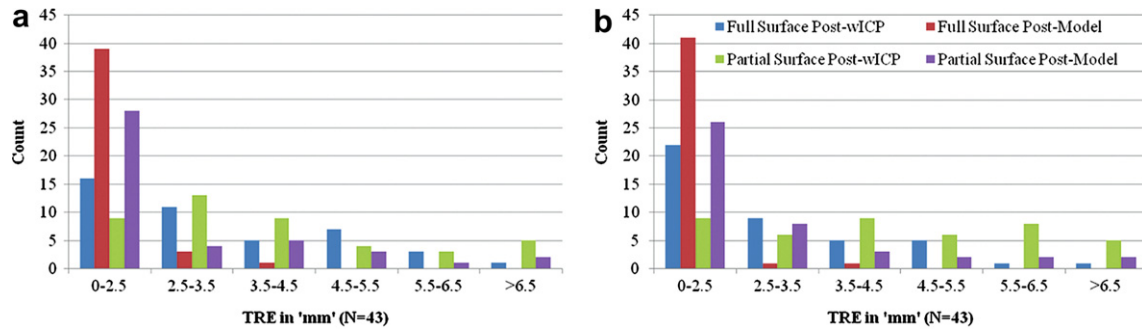 a
45
40
35
30
25
20
15
10
5
0
Count
0-2.5 2.5-3.5 3.5-4.5 4.5-5.5 5.5-6.5 >6.5
TRE in 'mm' (N=43)
b
45
40
35
30
25
20
15
10
5
0
Count
Full Surface Post-wICP Full Surface Post-Model
Partial Surface Post-wICP Partial Surface Post-Model
0-2.5 2.5-3.5 3.5-4.5 4.5-5.5 5.5-6.5 >6.5
TRE in 'mm' (N=43)